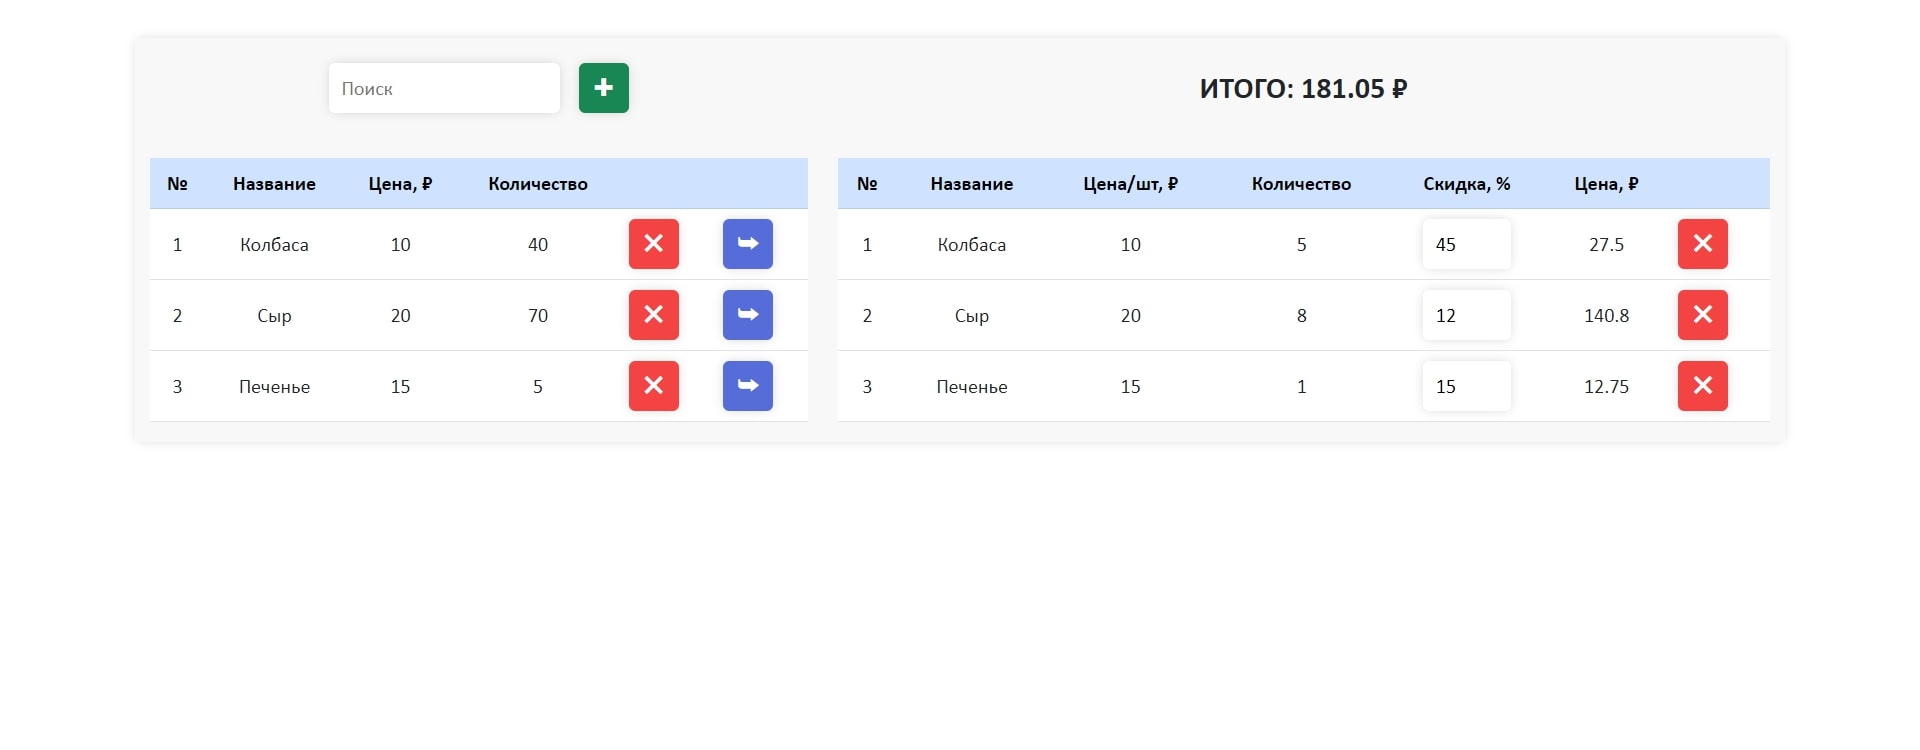 Поиск
ИТОГО: 181.05 ₽
№ Название Цена, ₽ Количество
1 Колбаса 10 40
2 Сыр 20 70
3 Печенье 15 5
№ Название Цена/шт, ₽ Количество Скидка, % Цена, ₽
1 Колбаса 10 5 45 27.5
2 Сыр 20 8 12 140.8
3 Печенье 15 1 15 12.75